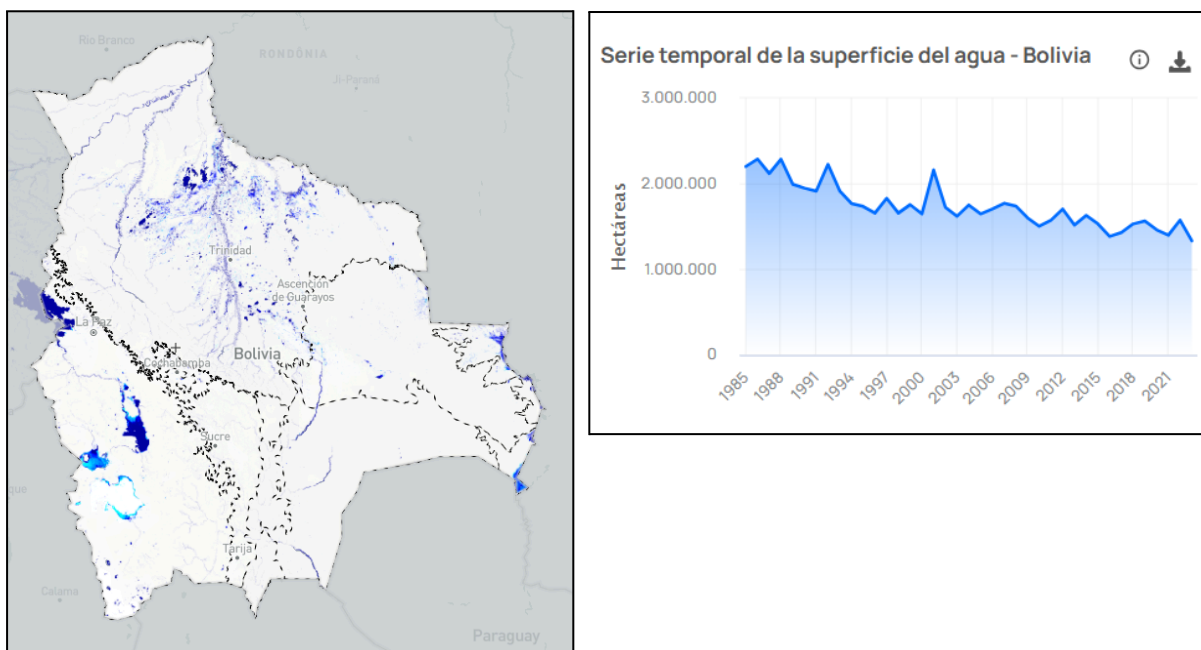 Rio Branco
RONDÔNIA
Ji-Paraná
Trinidad
Ascención
de Guarayos
La Paz
Bolivia
Cochabamba
Sucre
que
Tarija
Calama
Paraguay
Serie temporal de la superficie del agua - Bolivia
3.000.000
2.000.000
1.000.000
0
Hectáreas
1985
1988
1991
1994
1997
2000
2003
2006
2009
2012
2015
2018
2021